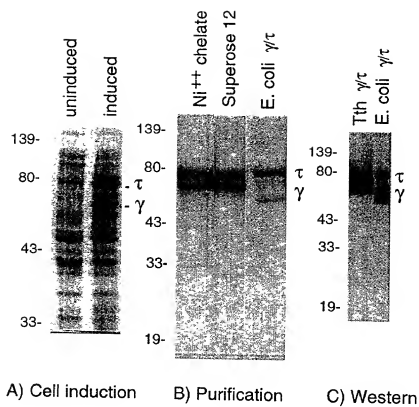 uninduced
induced
139-
80-
- τ
- γ
43-
33-
A) Cell induction
Ni++ chelate
Superose 12
E. coli γ/τ
139-
80-
τ
γ
43-
33-
19-
B) Purification
Tth γ/τ
E. coli γ/τ
139-
80-
τ
γ
43-
33-
19-
C) Western